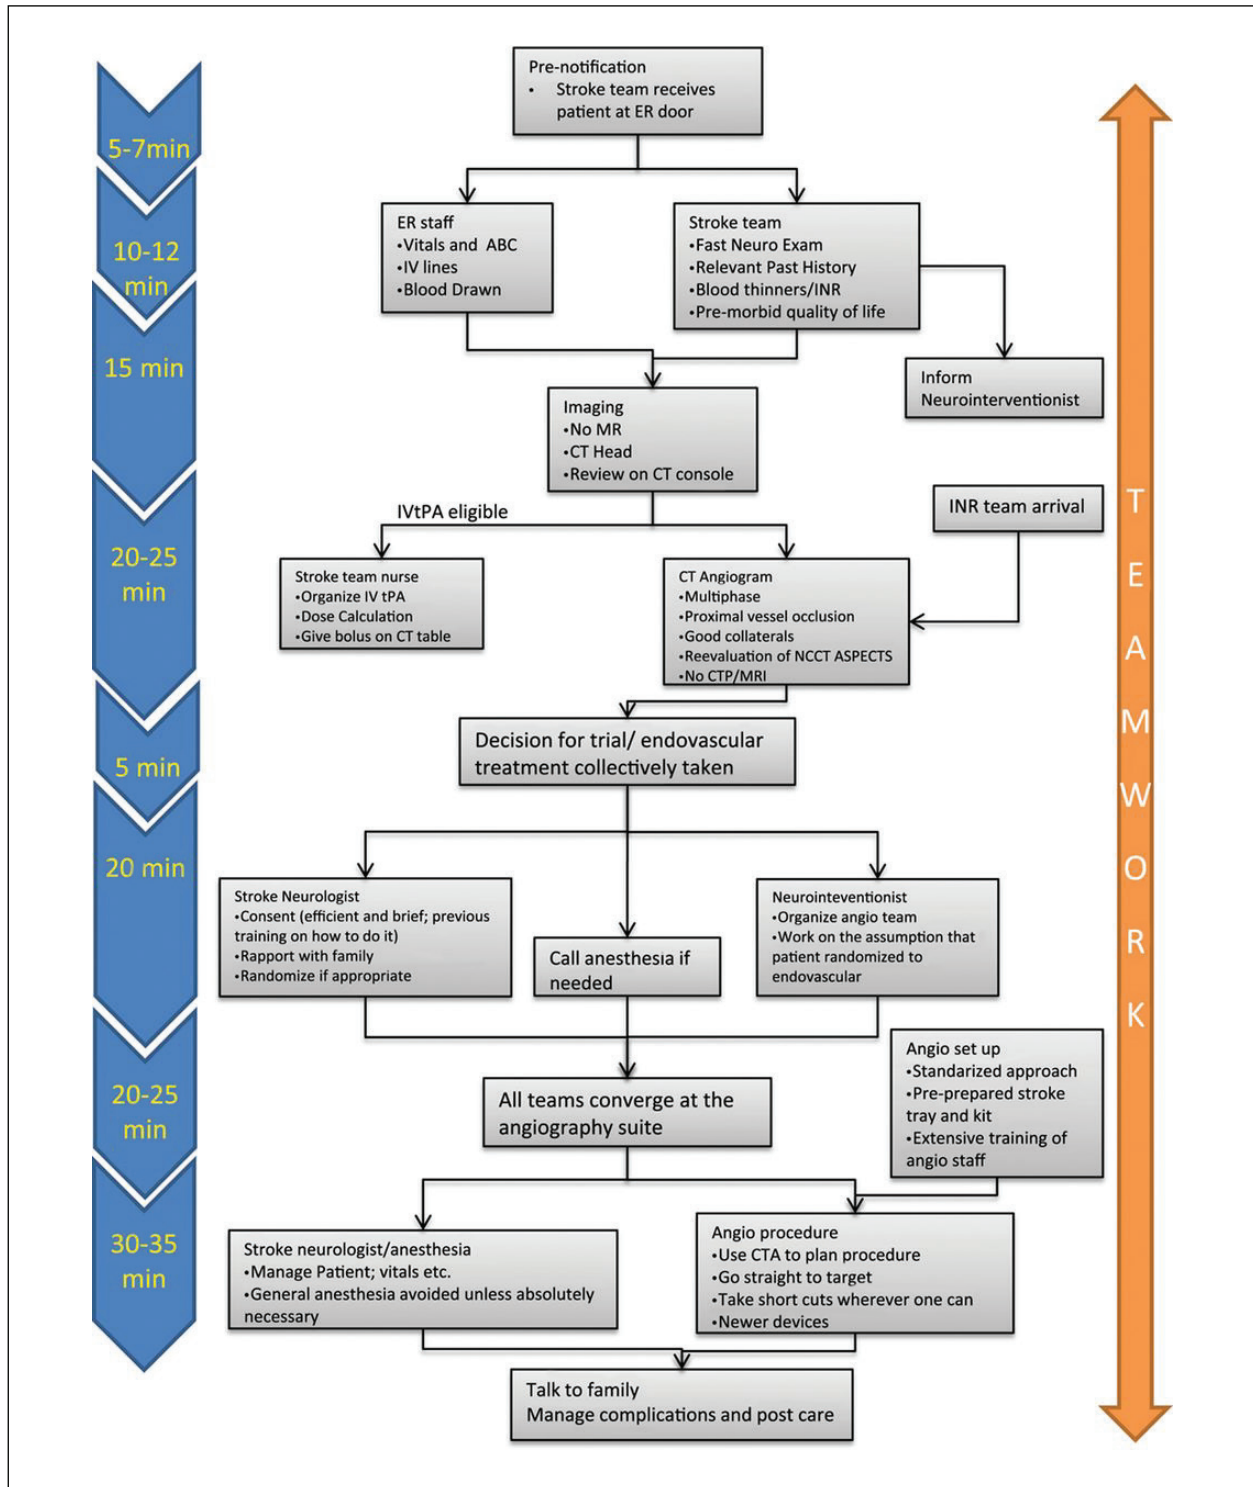 Pre-notification
• Stroke team receives
patient at ER door
5-7min
ER staff
•Vitals and ABC
•IV lines
•Blood Drawn
Stroke team
•Fast Neuro Exam
•Relevant Past History
•Blood thinners/INR
•Pre-morbid quality of life
10-12
min
15 min
Inform
Neurointerventionist
Imaging
•No MR
•CT Head
•Review on CT console
IVtPA eligible
INR team arrival
20-25
min
Stroke team nurse
•Organize IV tPA
•Dose Calculation
•Give bolus on CT table
CT Angiogram
•Multiphase
•Proximal vessel occlusion
•Good collaterals
•Reevaluation of NCCT ASPECTS
•No CTP/MRI
5 min
Decision for trial/ endovascular
treatment collectively taken
20 min
Stroke Neurologist
•Consent (efficient and brief; previous
training on how to do it)
•Rapport with family
•Randomize if appropriate
Call anesthesia if
needed
Neurointeventionist
•Organize angio team
•Work on the assumption that
patient randomized to
endovascular
20-25
min
All teams converge at the
angiography suite
Angio set up
•Standarized approach
•Pre-prepared stroke
tray and kit
•Extensive training of
angio staff
30-35
min
Stroke neurologist/anesthesia
•Manage Patient; vitals etc.
•General anesthesia avoided unless absolutely
necessary
Angio procedure
•Use CTA to plan procedure
•Go straight to target
•Take short cuts wherever one can
•Newer devices
Talk to family
Manage complications and post care
T
E
A
M
W
O
R
K